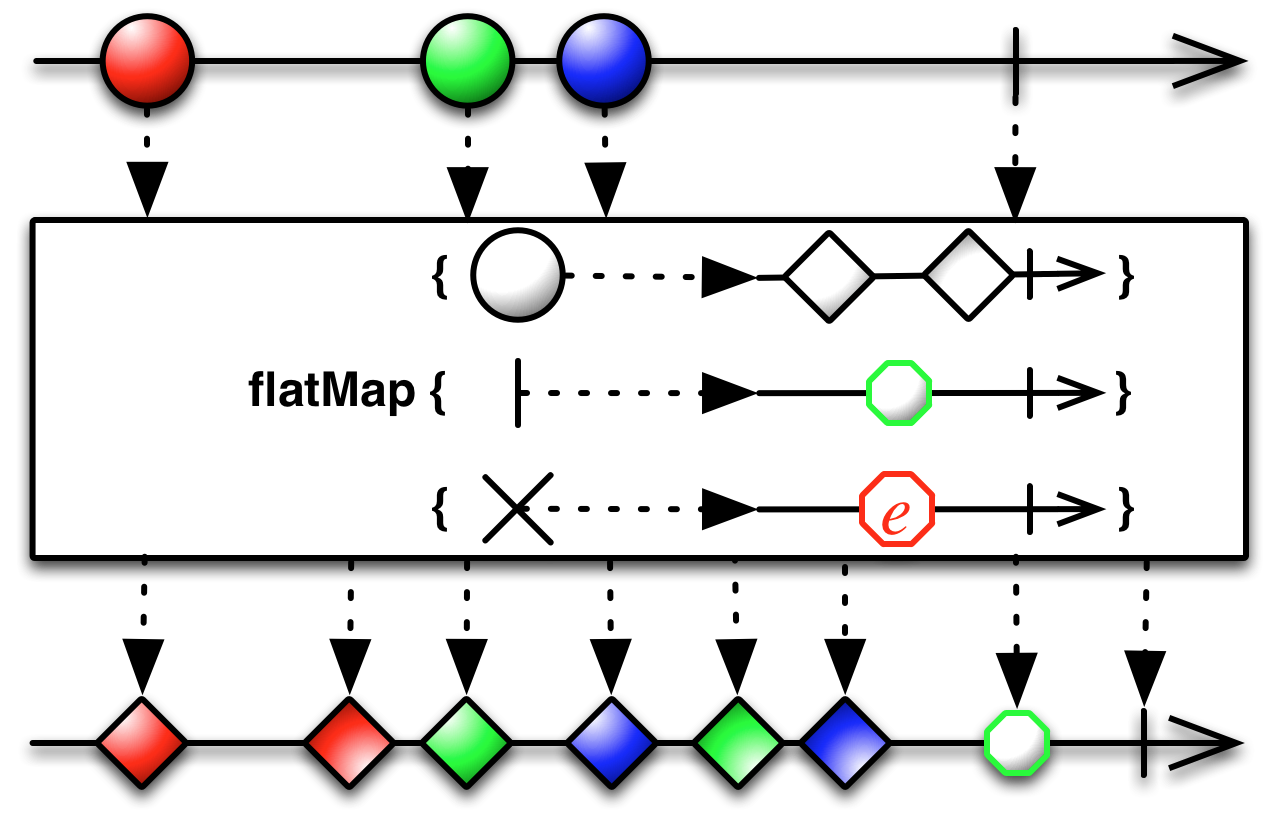 { }
flatMap { }
{ e }